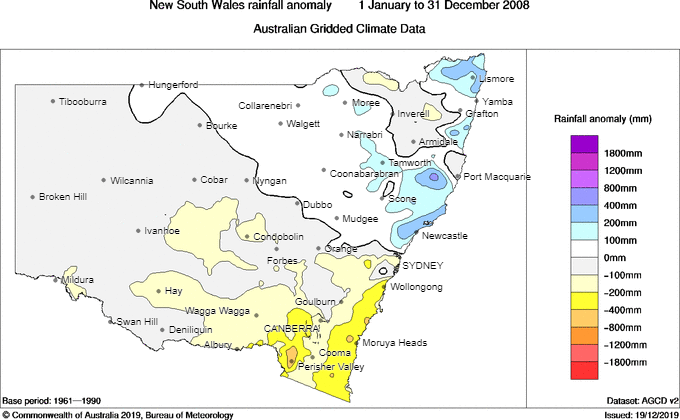 New South Wales rainfall anomaly 1 January to 31 December 2008
Australian Gridded Climate Data
Hungerford
Lismore
Tibooburra
Collarenebri
Moree
Yamba
Inverell
Grafton
Bourke
Walgett
Narrabri
Armidale
Tamworth
Wilcannia
Cobar
Nyngan
Coonabarabran
Port Macquarie
Broken Hill
Dubbo
Scone
Mudgee
Ivanhoe
Condobolin
Newcastle
Forbes
Orange
SYDNEY
Mildura
Hay
Wollongong
Goulburn
Wagga Wagga
Swan Hill
Deniliquin
CANBERRA
Albury
Cooma
Moruya Heads
Perisher Valley
Rainfall anomaly (mm)
1800mm
1200mm
800mm
400mm
200mm
100mm
0mm
−100mm
−200mm
−400mm
−800mm
−1200mm
−1800mm
Base period: 1961—1990
Dataset: AGCD v2
© Commonwealth of Australia 2019, Bureau of Meteorology
Issued: 19/12/2019